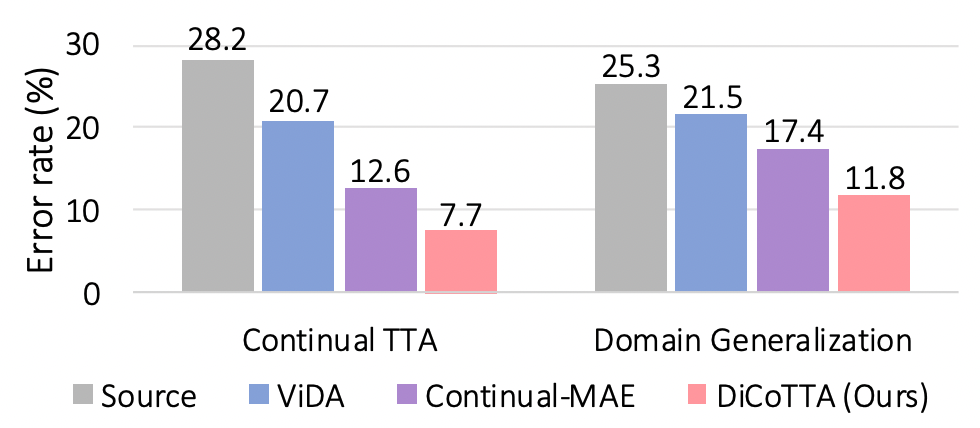 Error rate (%)
30
20
10
0
28.2
20.7
12.6
7.7
25.3
21.5
17.4
11.8
Continual TTA
Domain Generalization
Source
ViDA
Continual-MAE
DiCoTTA (Ours)